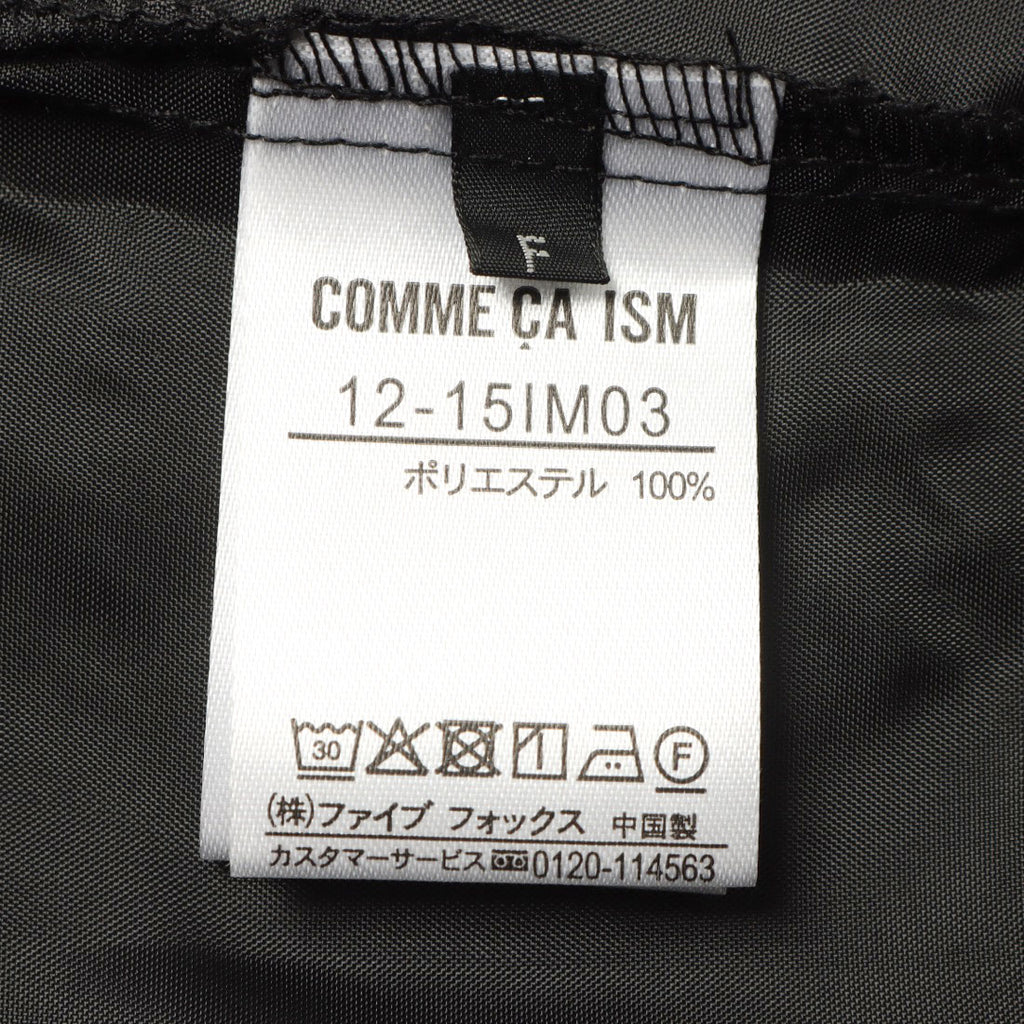 F
COMME ÇA ISM
12-15IM03
ポリエステル 100%
30 F
(株)ファイブ フォックス 中国製
カスタマーサービス 0120-114563